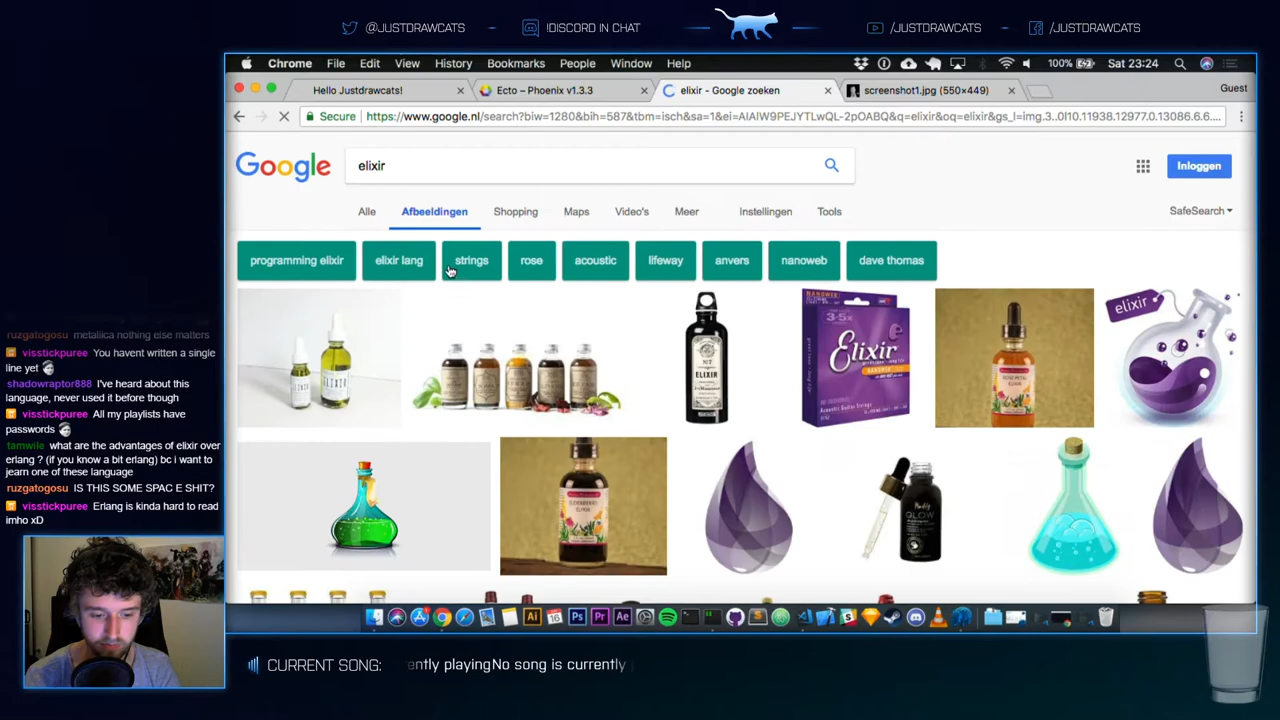 @JUSTDRAWCATS
!DISCORD IN CHAT
/JUSTDRAWCATS
/JUSTDRAWCATS
Chrome File Edit View History Bookmarks People Window Help
100% Sat 23:24
Hello Justdrawcats!
Ecto – Phoenix v1.3.3
elixir - Google zoeken
screenshot1.jpg (550×449)
Guest
Secure
https://www.google.nl/search?biw=1280&bih=587&tbm=isch&sa=1&ei=AIAIW9PEJYTLwQL-2pOABQ&q=elixir&oq=elixir&gs_l=img.3..0l10.11938.12977.0.13086.6.6....
Google
elixir
Inloggen
Alle Afbeeldingen Shopping Maps Video's Meer Instellingen Tools
SafeSearch
programming elixir
elixir lang
strings
rose
acoustic
lifeway
anvers
nanoweb
dave thomas
ELIXIR
Elixir
NANOWEB
elixir
GLOW
ruzgatogosu metaliica nothing else matters
visstickpuree You havent written a single
line yet
shadowraptor888 I've heard about this
language, never used it before though
visstickpuree All my playlists have
passwords
tamwile what are the advantages of elixir over
erlang ? (if you know a bit erlang) bc i want to
jearn one of these language
ruzgatogosu IS THIS SOME SPAC E SHIT?
visstickpuree Erlang is kinda hard to read
imho xD
CURRENT SONG:
ently playingNo song is currently